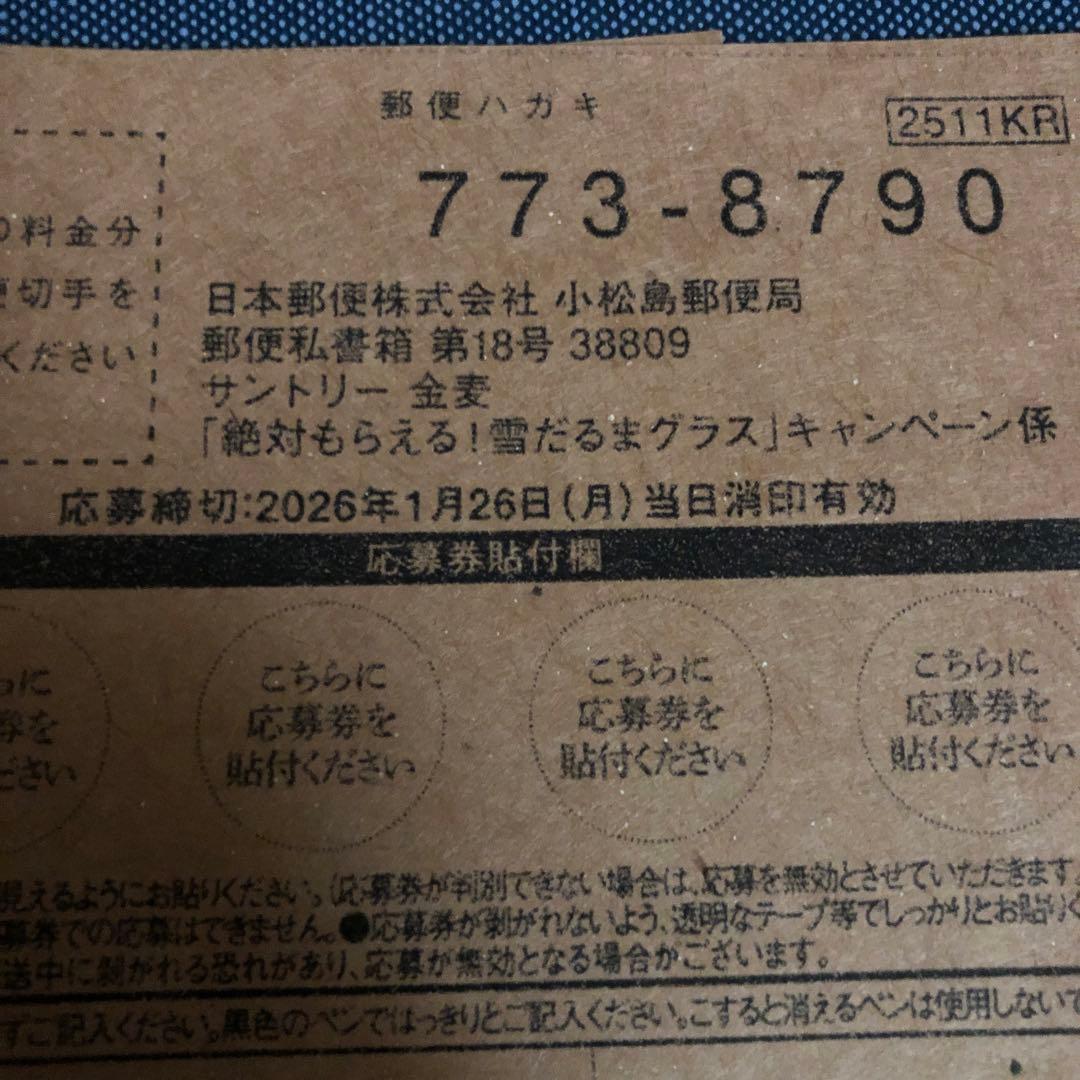 郵便ハガキ
2511KR
773-8790
料金分
切手を
ください
日本郵便株式会社 小松島郵便局
郵便私書箱 第18号 38809
サントリー 金麦
「絶対もらえる！雪だるまグラス」キャンペーン係
応募締切:2026年1月26日(月)当日消印有効
応募券貼付欄
らに
券を
ださい
こちらに
応募券を
貼付ください
こちらに
応募券を
貼付ください
こちらに
応募券を
貼付ください
見えるようにお貼りください。(応募券が判別できない場合は、応募を無効とさせていただきます。
募券での応募はできません。●応募券が剝がれないよう、透明なテープ等でしっかりとお貼りく
送中に剝がれる恐れがあり、応募が無効となる場合がございます。
ずご記入ください。黒色のペンではっきりとご記入ください。こすると消えるペンは使用しないで